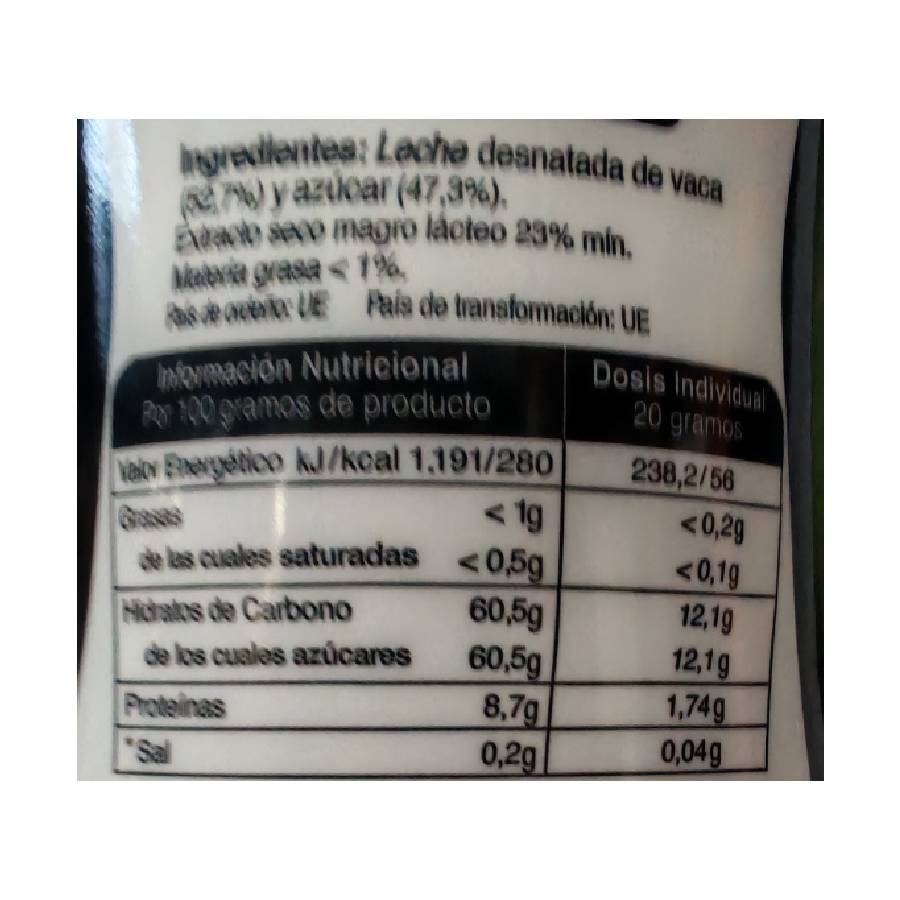 Ingredientes: Leche desnatada de vaca
(52,7%) y azúcar (47,3%).
Extracto seco magro lácteo 23% mín.
Materia grasa < 1%.
País de ordeño: UE País de transformación: UE
Información Nutricional
Por 100 gramos de producto
Dosis Individual
20 gramos
Valor Energético kJ/kcal 1.191/280 238,2/56
Grasas < 1g <0,2g
de las cuales saturadas <0,5g <0,1g
Hidratos de Carbono 60,5g 12,1g
de los cuales azúcares 60,5g 12,1g
Proteínas 8,7g 1,74g
*Sal 0,2g 0,04g